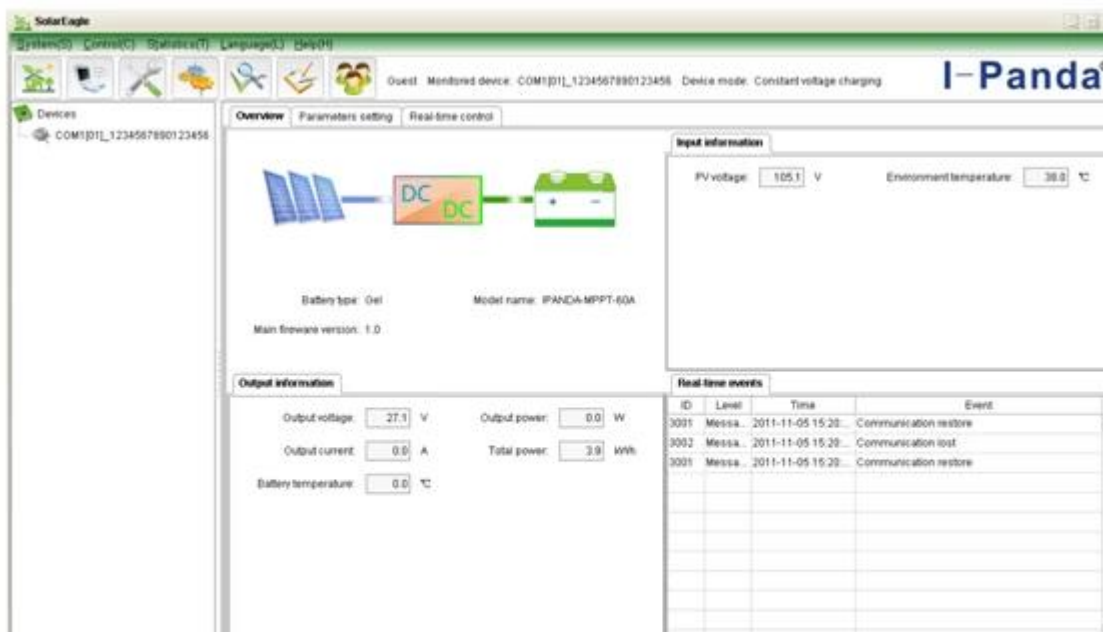 SolarEagle
System(S) Control(C) Statistics(T) Language(L) Help(H)
Guest Monitored device: COM1[01]_1234567890123456 Device mode: Constant voltage charging
I-Panda
Devices
COM1[01]_1234567890123456
Overview Parameters setting Real-time control
DC
DC
Battery type: Gel Model name: IPANDA-MPPT-60A
Main fireware version: 1.0
Input information
PV voltage: 105.1 V Environment temperature: 38.0 ℃
Output information
Output voltage: 27.1 V Output power: 0.0 W
Output current: 0.0 A Total power: 3.9 kWh
Battery temperature: 0.0 ℃
Real-time events
ID Level Time Event
3001 Messa... 2011-11-05 15:20:... Communication restore
3002 Messa... 2011-11-05 15:20:... Communication lost
3001 Messa... 2011-11-05 15:20:... Communication restore